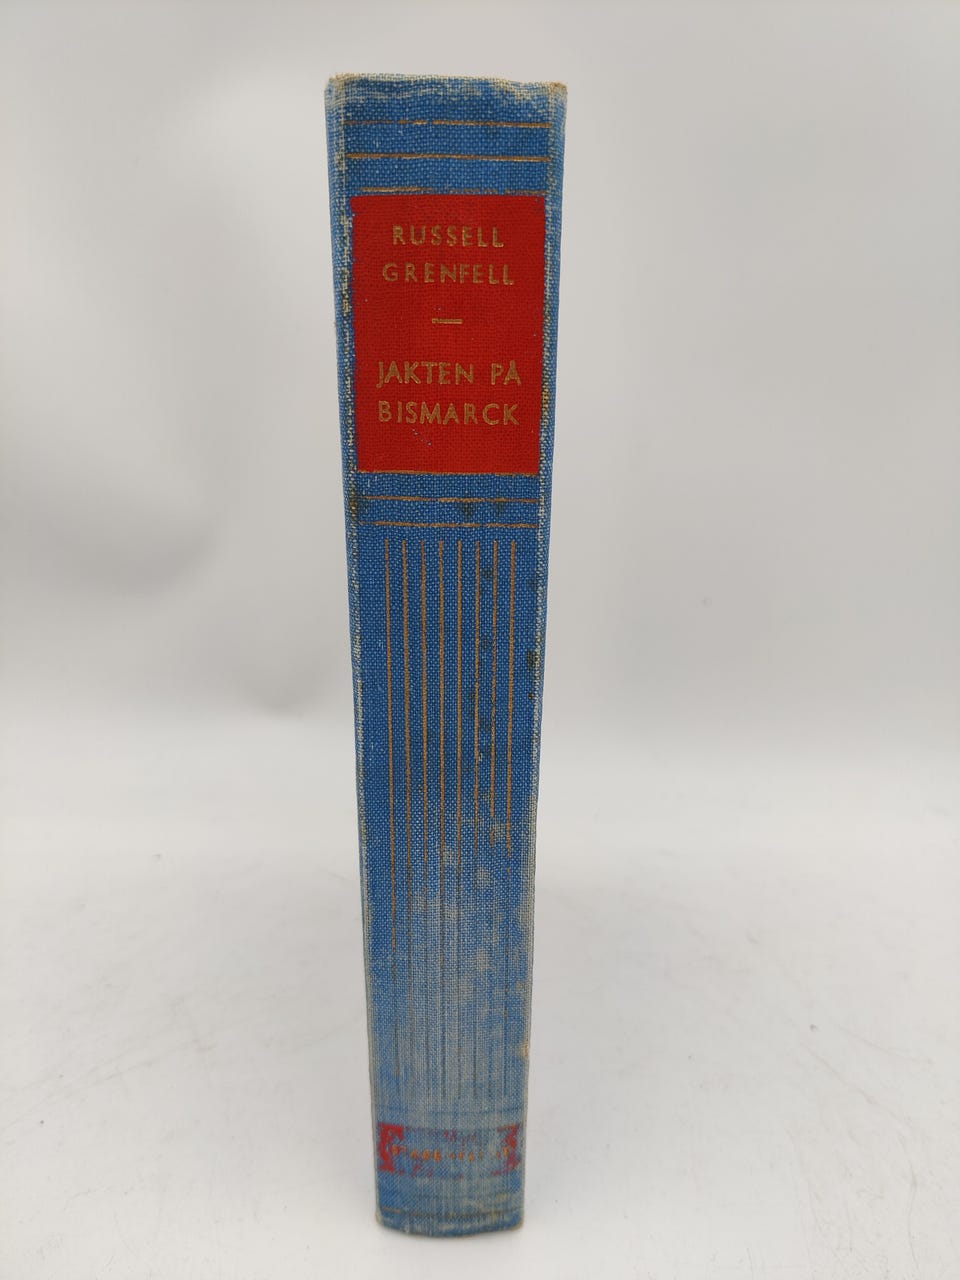 RUSSELL
GRENFELL
JAKTEN PÅ
BISMARCK